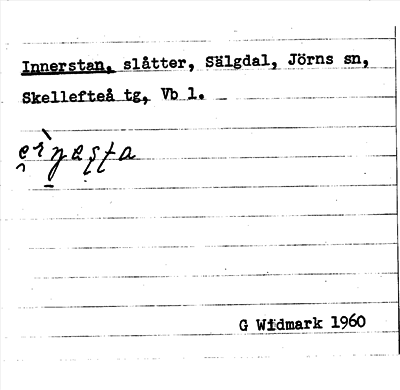 Innerstan, slåtter, Sälgdal, Jörns sn,
Skellefteå tg, Vb l.
G Widmark 1960